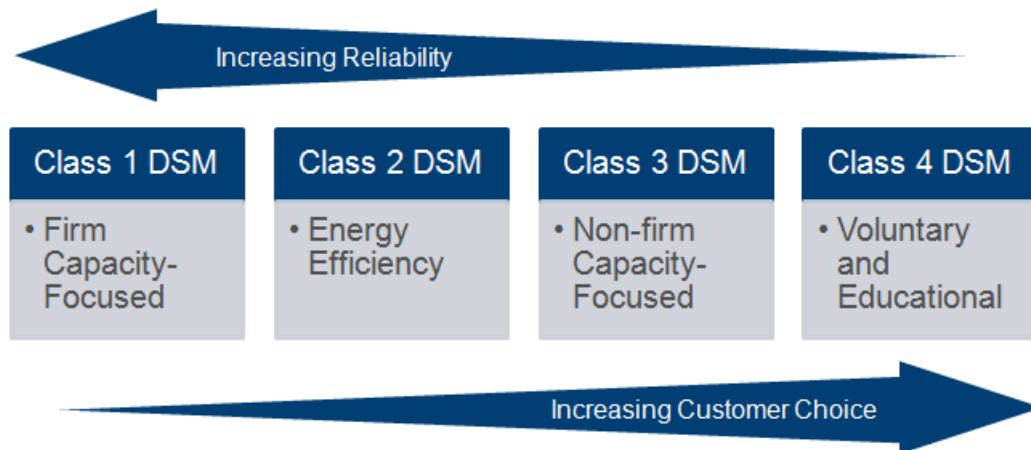 Increasing Reliability
Class 1 DSM
Class 2 DSM
Class 3 DSM
Class 4 DSM
• Firm
Capacity-
Focused
• Energy
Efficiency
• Non-firm
Capacity-
Focused
• Voluntary
and
Educational
Increasing Customer Choice